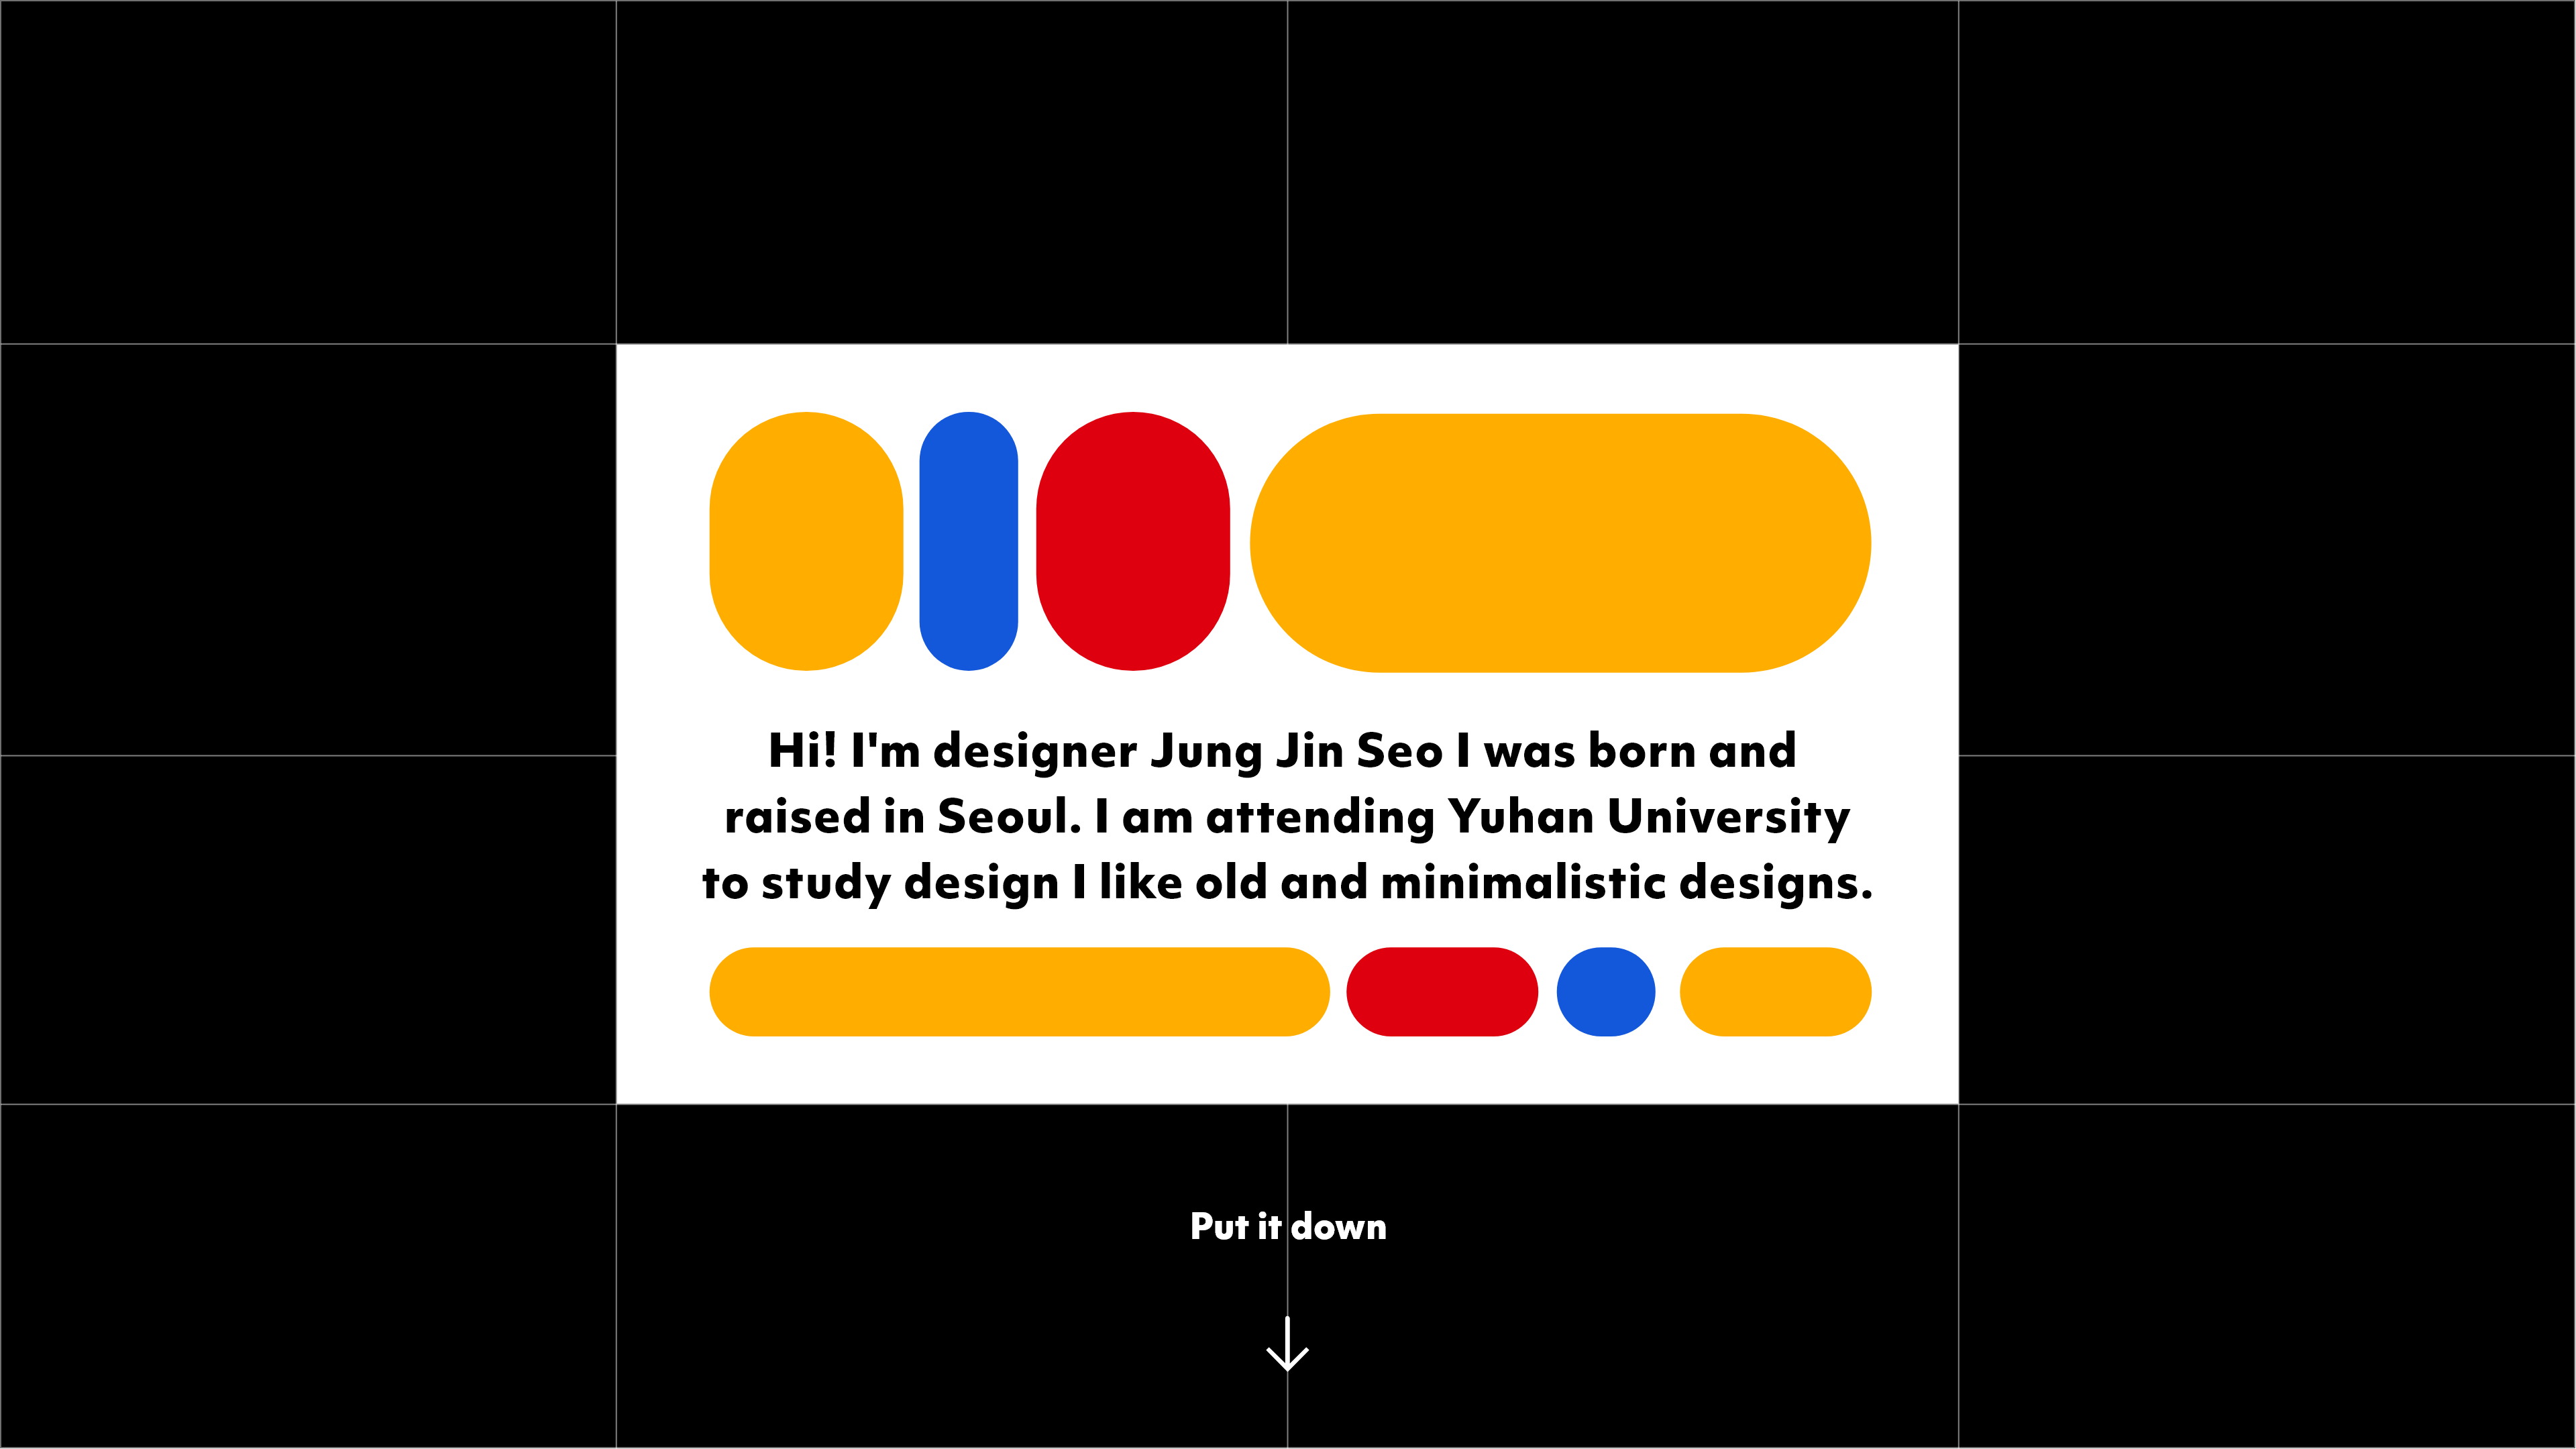 Hi! I'm designer Jung Jin Seo I was born and
raised in Seoul. I am attending Yuhan University
to study design I like old and minimalistic designs.
Put it down